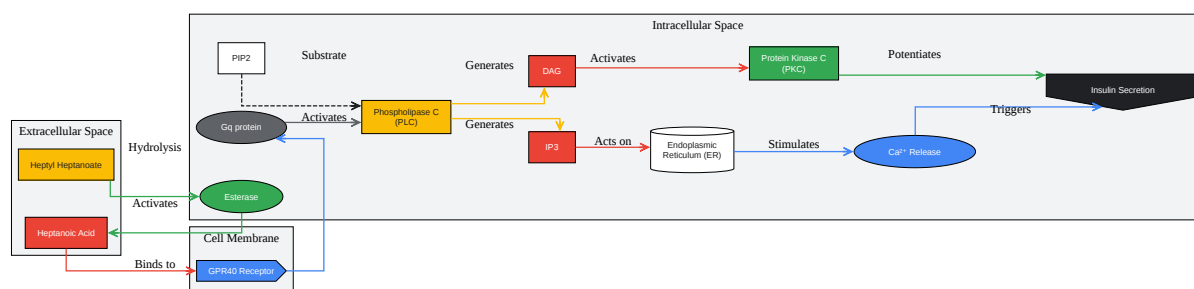 Intracellular Space
PIP2
Substrate
Generates
DAG
Activates
Protein Kinase C
(PKC)
Potentiates
Insulin Secretion
Triggers
Gq protein
Activates
Phospholipase C
(PLC)
Generates
IP3
Acts on
Endoplasmic
Reticulum (ER)
Stimulates
Ca²⁺ Release
Extracellular Space
Hydrolysis
Heptyl Heptanoate
Activates
Esterase
Heptanoic Acid
Cell Membrane
Binds to
GPR40 Receptor